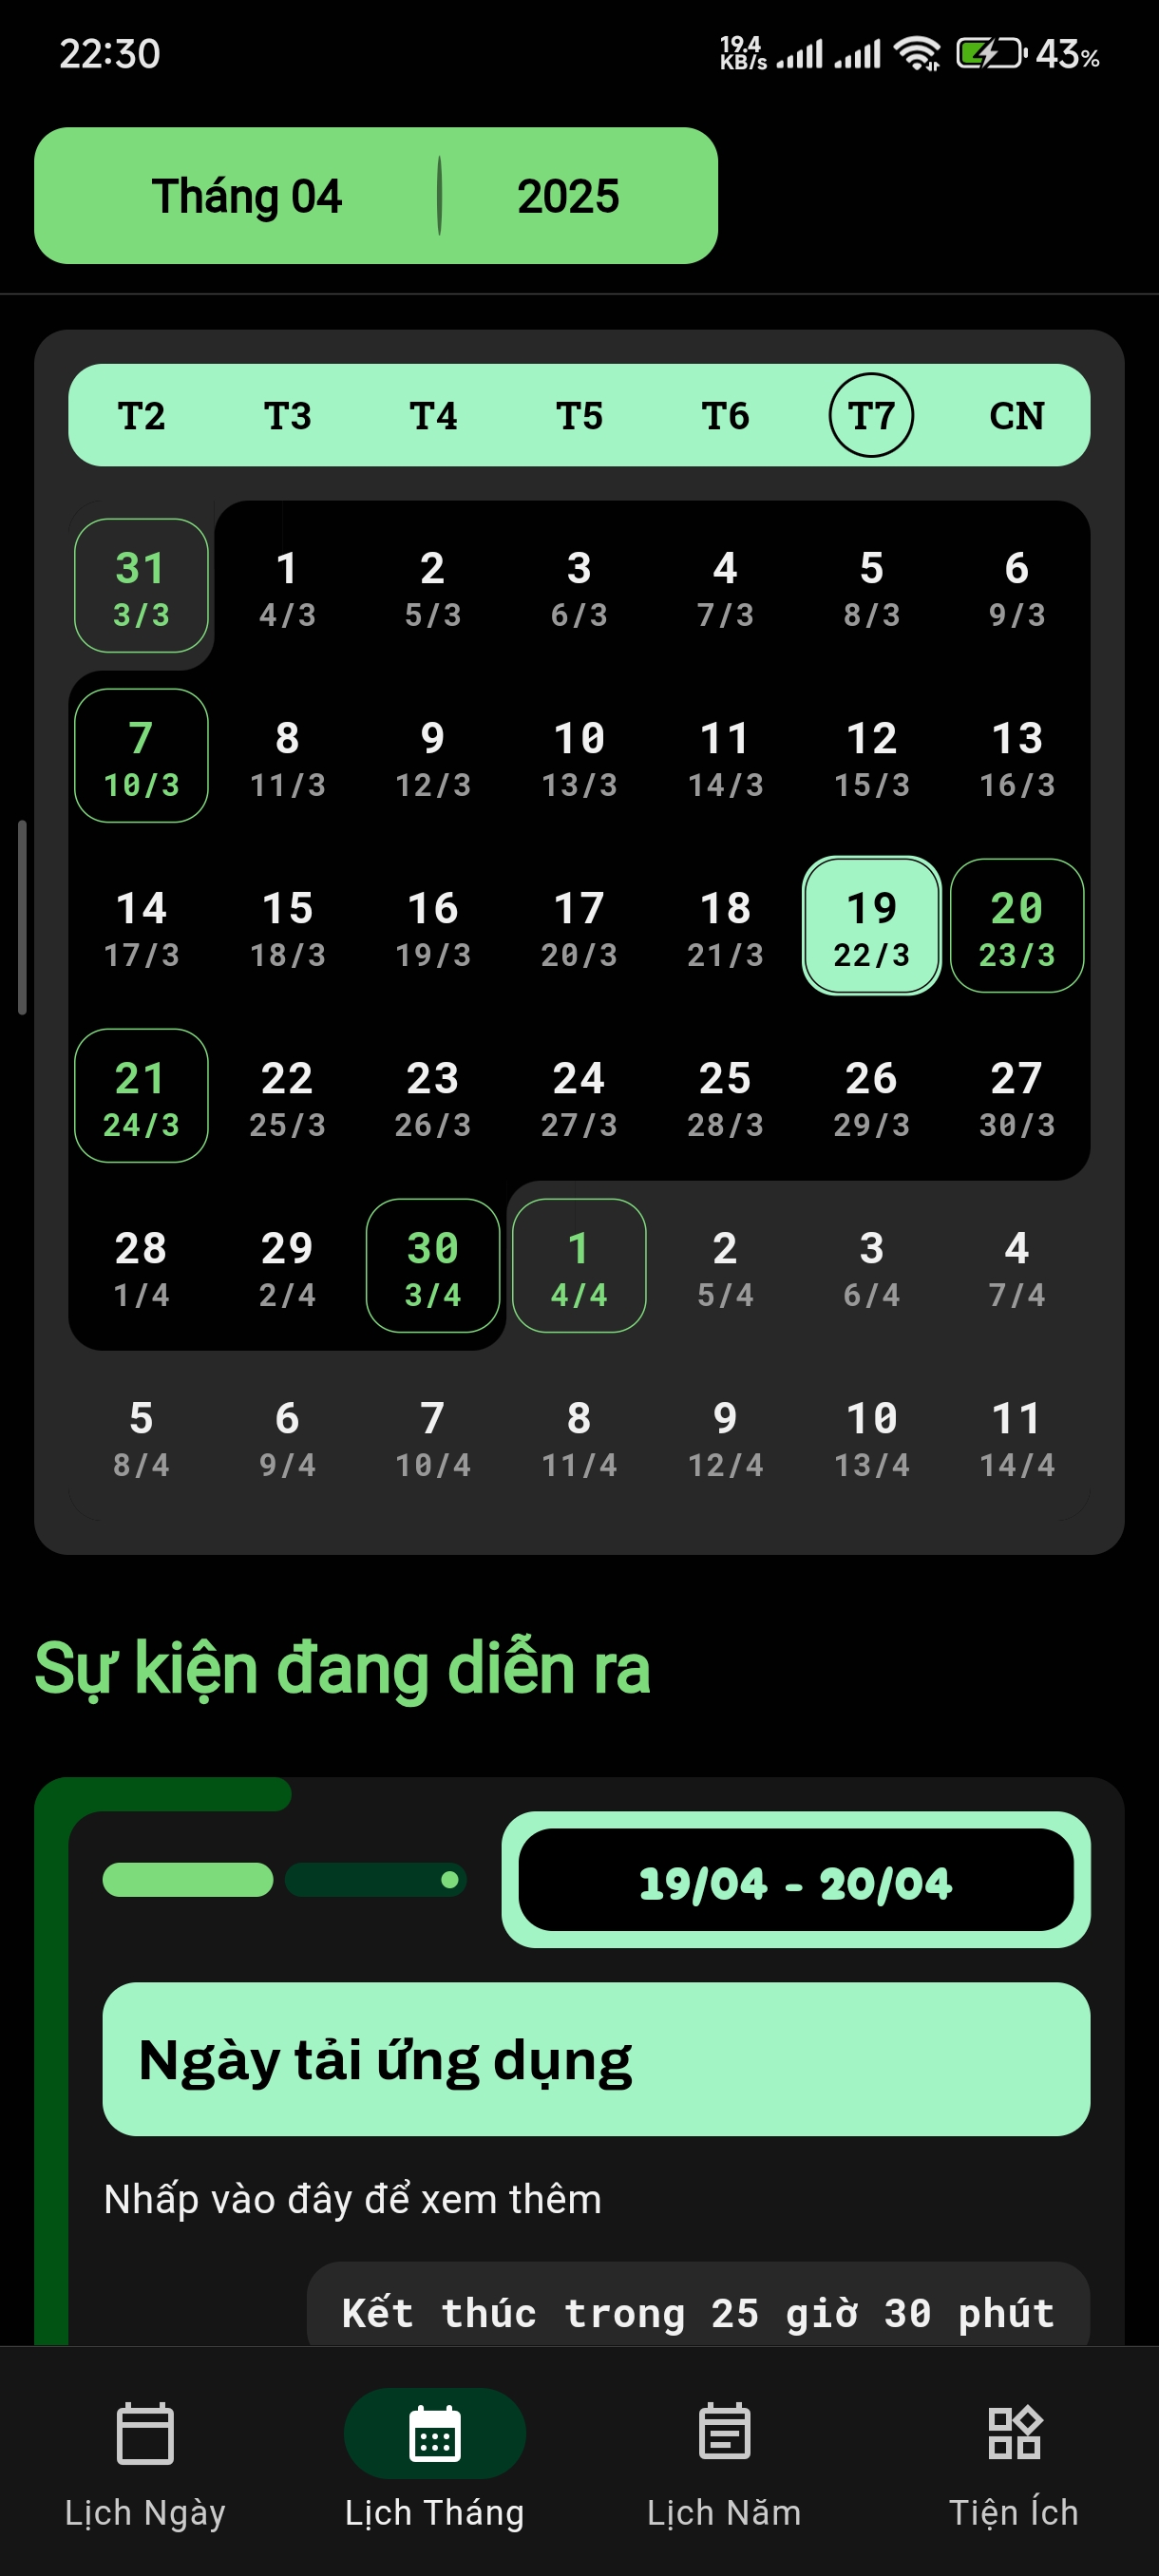 22:30 19.4 KB/s 43%
Tháng 04 2025
T2 T3 T4 T5 T6 T7 CN
31 1 2 3 4 5 6
3/3 4/3 5/3 6/3 7/3 8/3 9/3
7 8 9 10 11 12 13
10/3 11/3 12/3 13/3 14/3 15/3 16/3
14 15 16 17 18 19 20
17/3 18/3 19/3 20/3 21/3 22/3 23/3
21 22 23 24 25 26 27
24/3 25/3 26/3 27/3 28/3 29/3 30/3
28 29 30 1 2 3 4
1/4 2/4 3/4 4/4 5/4 6/4 7/4
5 6 7 8 9 10 11
8/4 9/4 10/4 11/4 12/4 13/4 14/4
Sự kiện đang diễn ra
19/04 - 20/04
Ngày tải ứng dụng
Nhấp vào đây để xem thêm
Kết thúc trong 25 giờ 30 phút
Lịch Ngày Lịch Tháng Lịch Năm Tiện Ích